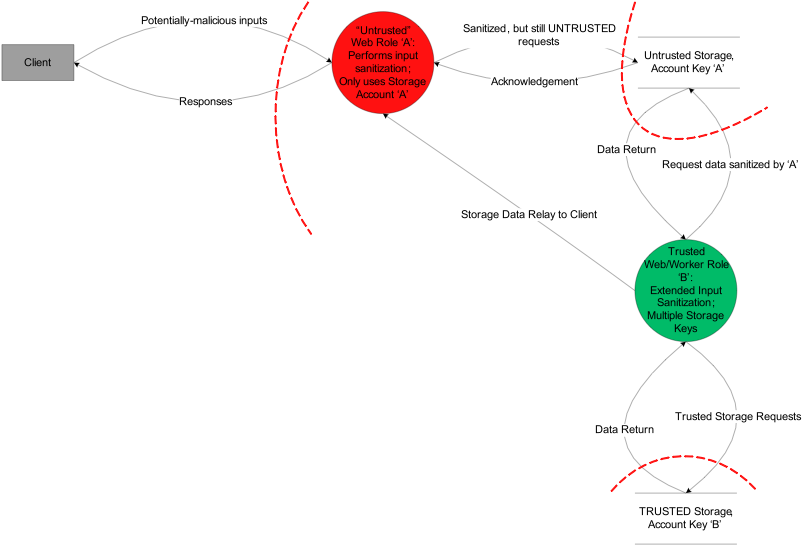 Potentially-malicious inputs
Client
Responses
"Untrusted"
Web Role 'A':
Performs input
sanitization;
Only uses Storage
Account 'A'
Sanitized, but still UNTRUSTED
requests
Acknowledgement
Untrusted Storage,
Account Key 'A'
Data Return
Request data sanitized by 'A'
Storage Data Relay to Client
Trusted
Web/Worker Role
'B':
Extended Input
Sanitization;
Multiple Storage
Keys
Data Return
Trusted Storage Requests
TRUSTED Storage,
Account Key 'B'